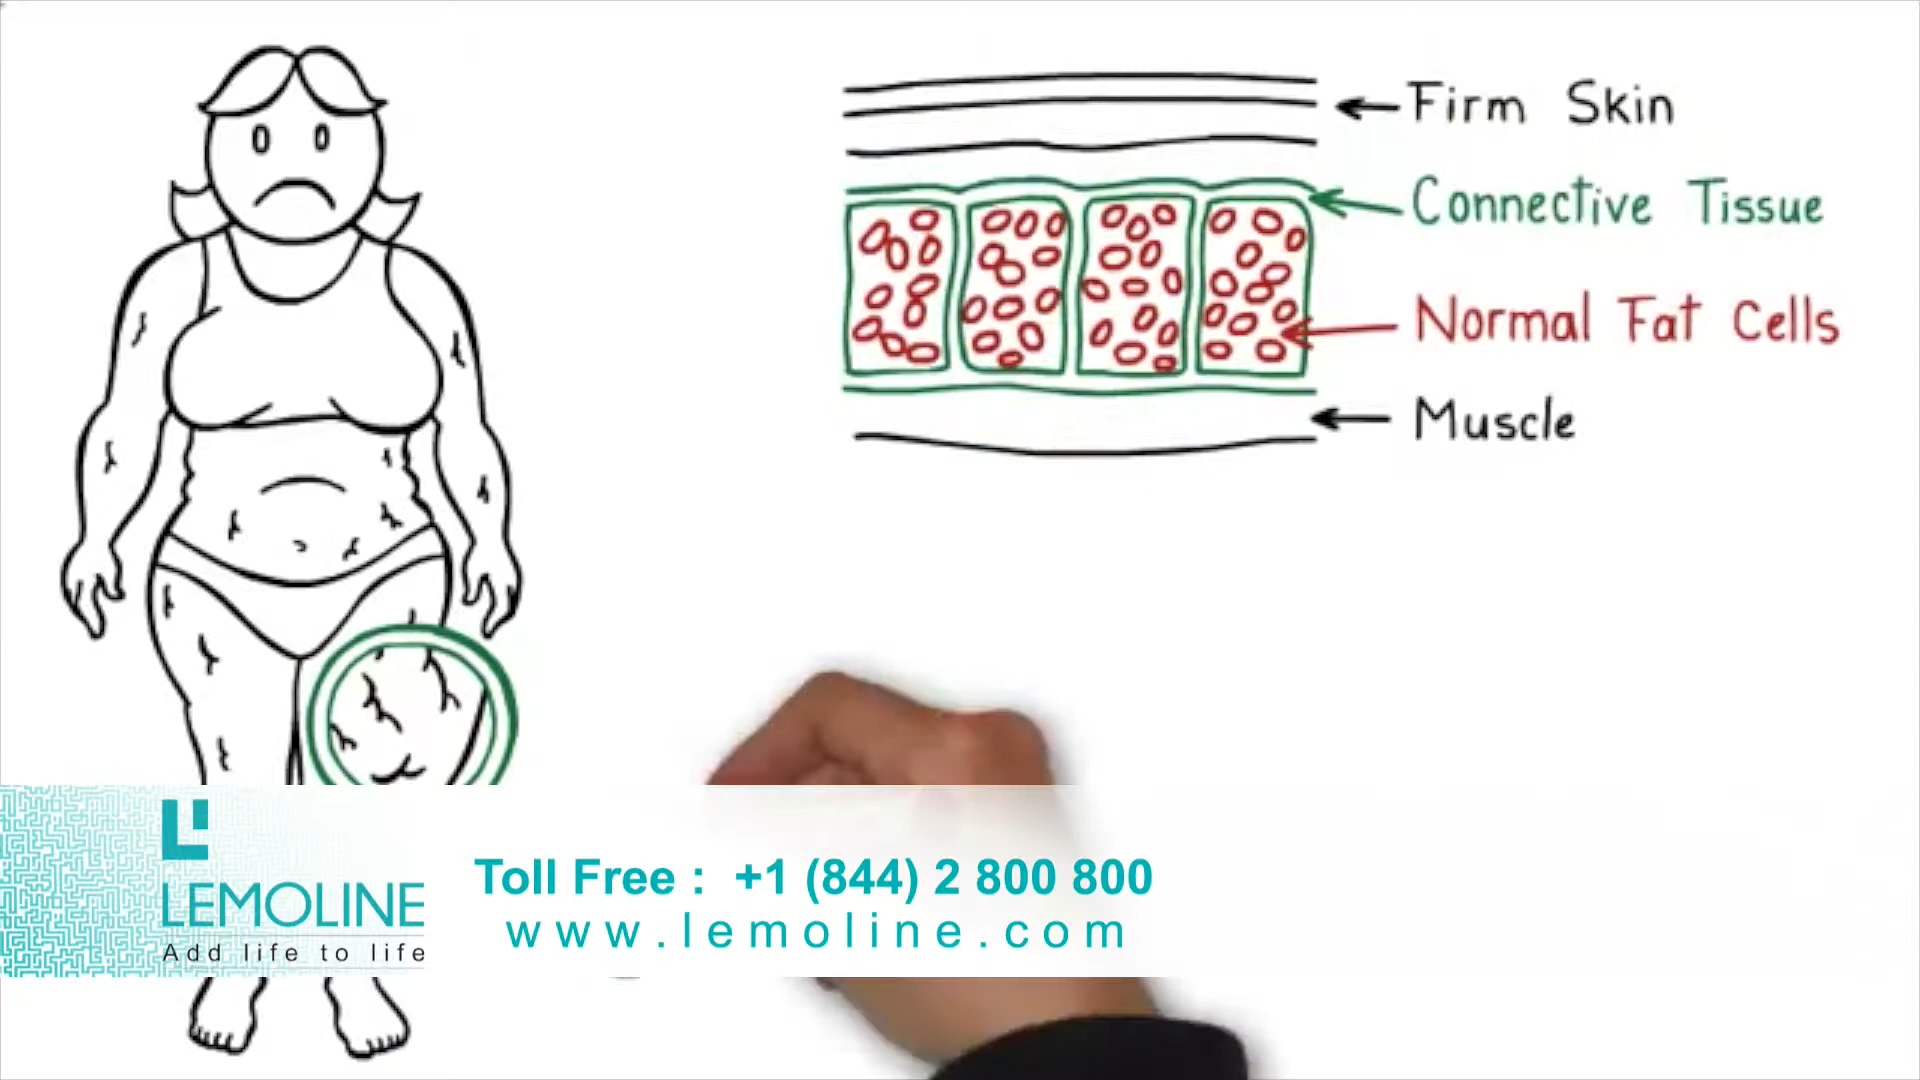 Firm Skin
Connective Tissue
Normal Fat Cells
Muscle
LEMOLINE
Add life to life
Toll Free : +1 (844) 2 800 800
www.lemoline.com